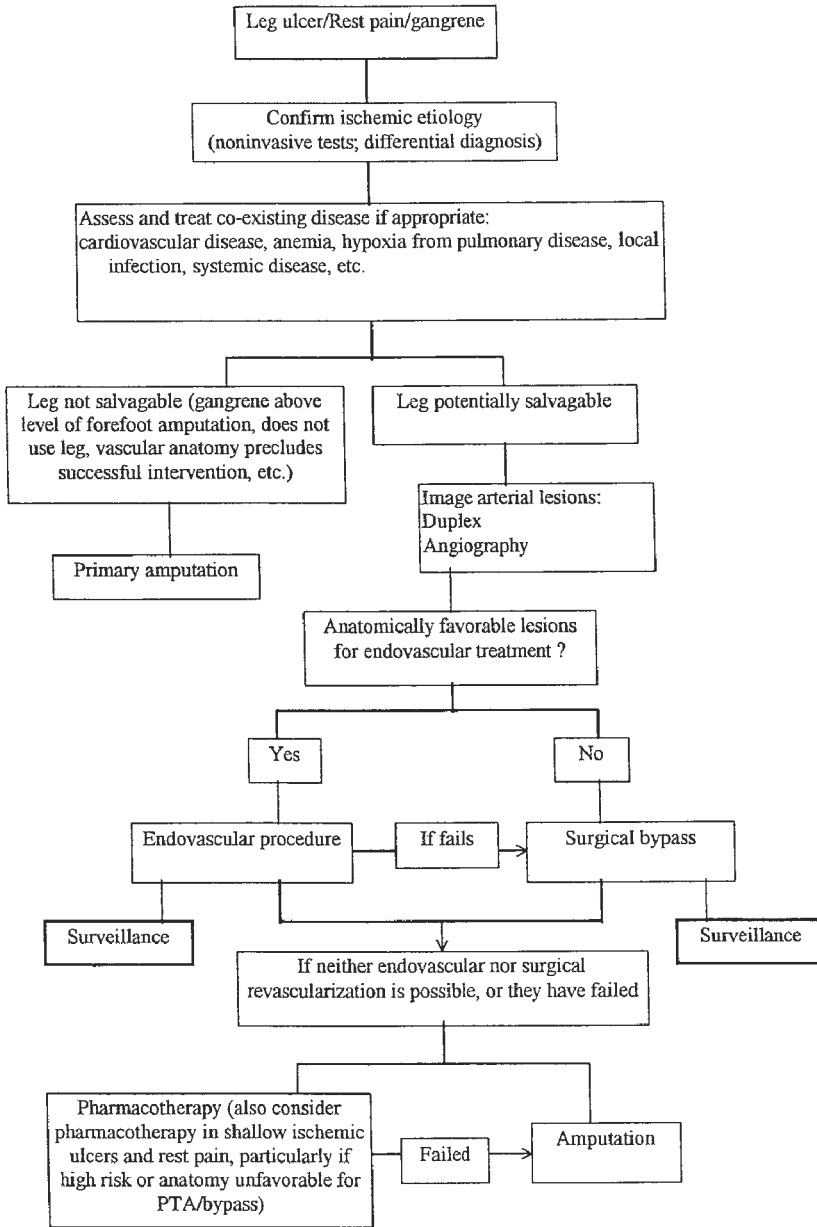 Leg ulcer/Rest pain/gangrene
Confirm ischemic etiology
(noninvasive tests; differential diagnosis)
Assess and treat co-existing disease if appropriate:
cardiovascular disease, anemia, hypoxia from pulmonary disease, local
infection, systemic disease, etc.
Leg not salvagable (gangrene above
level of forefoot amputation, does not
use leg, vascular anatomy precludes
successful intervention, etc.)
Leg potentially salvagable
Image arterial lesions:
Duplex
Angiography
Primary amputation
Anatomically favorable lesions
for endovascular treatment ?
Yes
No
Endovascular procedure
If fails
Surgical bypass
Surveillance
Surveillance
If neither endovascular nor surgical
revascularization is possible, or they have failed
Pharmacotherapy (also consider
pharmacotherapy in shallow ischemic
ulcers and rest pain, particularly if
high risk or anatomy unfavorable for
PTA/bypass)
Failed
Amputation